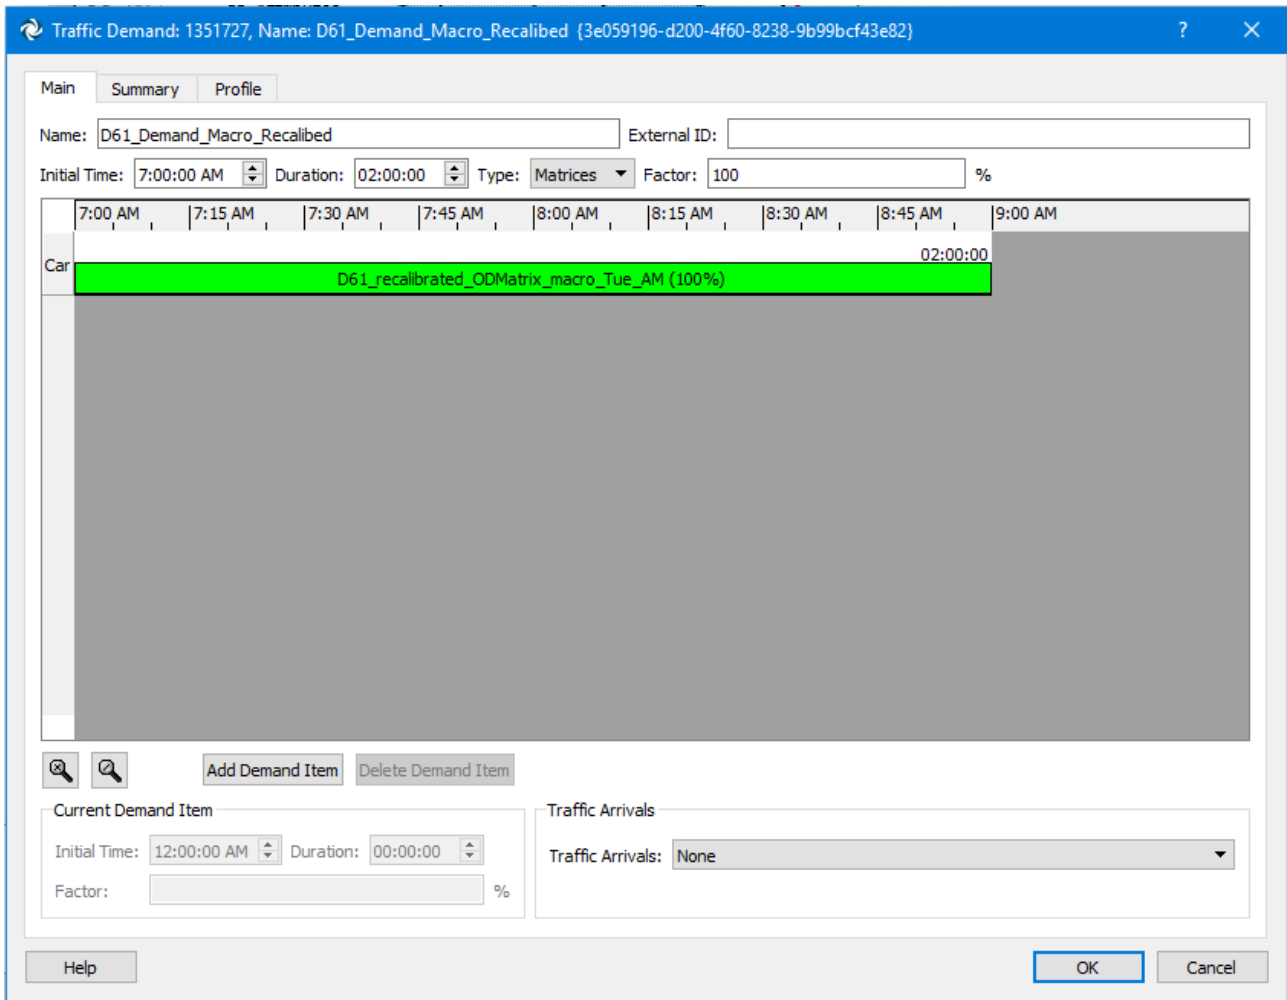 Traffic Demand: 1351727, Name: D61_Demand_Macro_Recalibed {3e059196-d200-4f60-8238-9b99bcf43e82} ?
Main Summary Profile
Name: D61_Demand_Macro_Recalibed External ID:
Initial Time: 7:00:00 AM Duration: 02:00:00 Type: Matrices Factor: 100 %
7:00 AM 7:15 AM 7:30 AM 7:45 AM 8:00 AM 8:15 AM 8:30 AM 8:45 AM 9:00 AM
02:00:00
Car
D61_recalibrated_ODMatrix_macro_Tue_AM (100%)
Add Demand Item Delete Demand Item
Current Demand Item Traffic Arrivals
Initial Time: 12:00:00 AM Duration: 00:00:00 Traffic Arrivals: None
Factor: %
Help OK Cancel